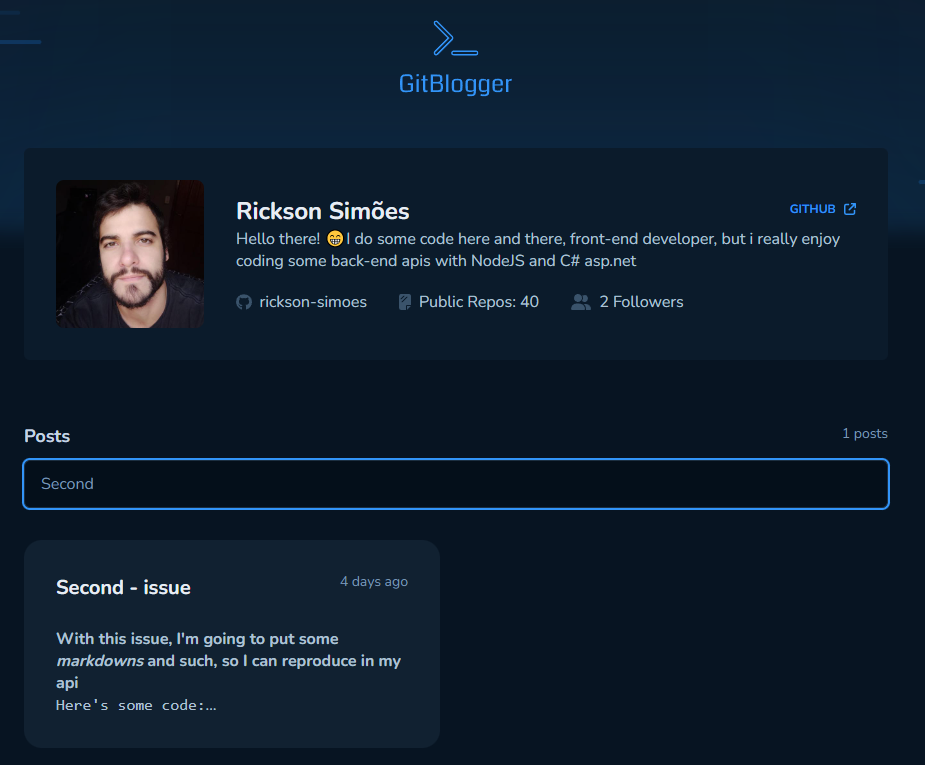 GitBlogger
Rickson Simões
GITHUB
Hello there! 😁I do some code here and there, front-end developer, but i really enjoy
coding some back-end apis with NodeJS and C# asp.net
rickson-simoes
Public Repos: 40
2 Followers
Posts
1 posts
Second
Second - issue
4 days ago
With this issue, I'm going to put some
markdowns and such, so I can reproduce in my
api
Here's some code:…